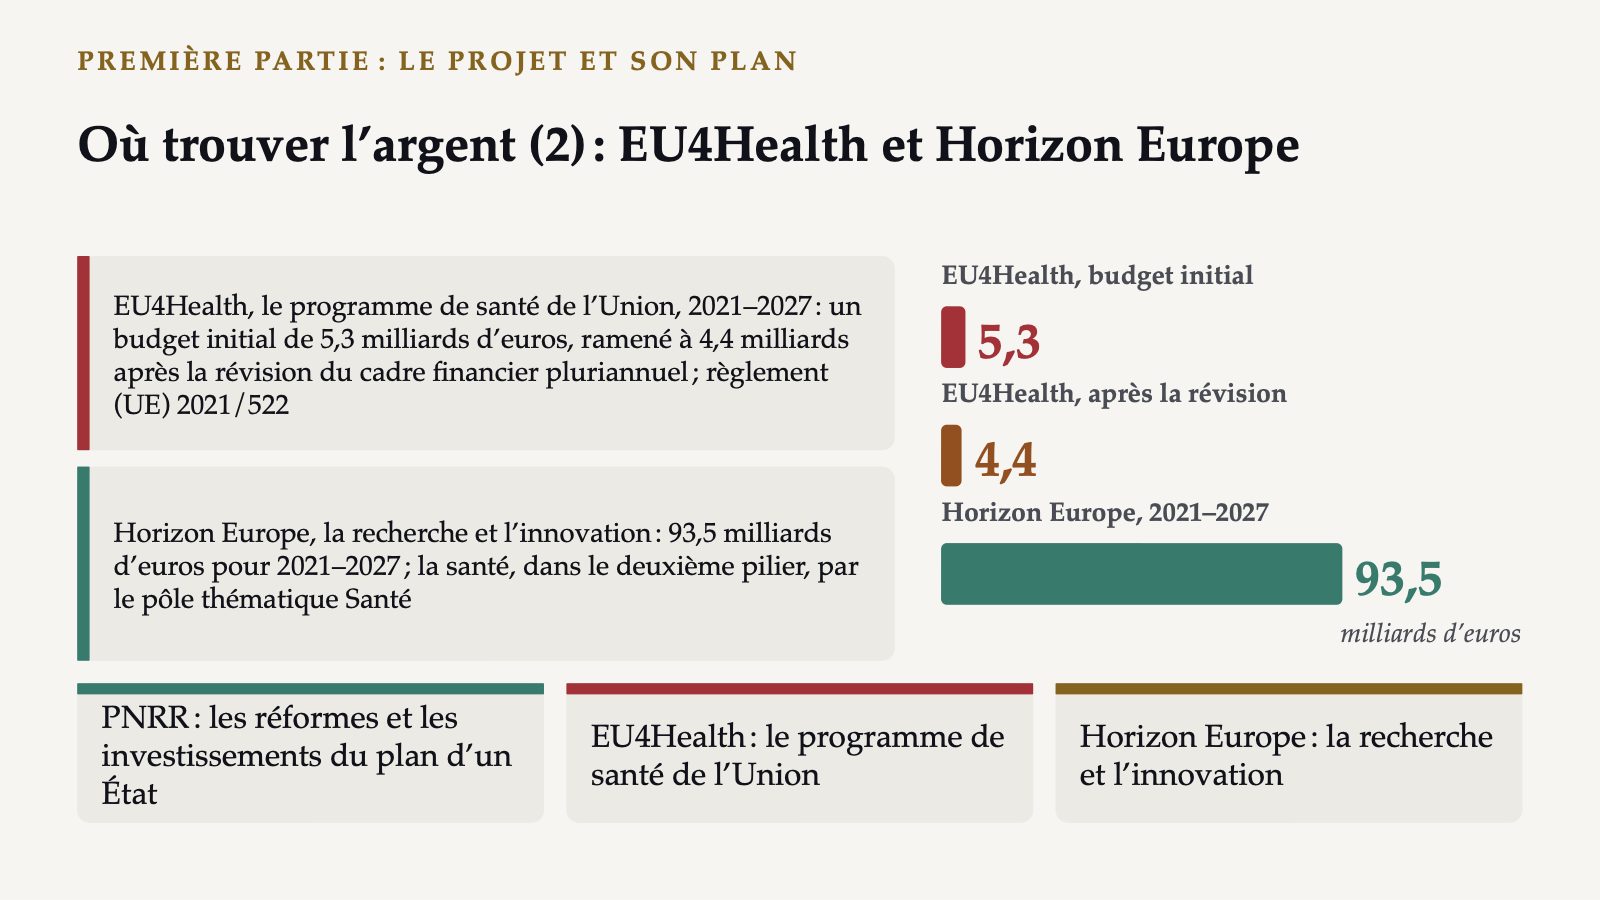 PREMIÈRE PARTIE : LE PROJET ET SON PLAN
Où trouver l’argent (2) : EU4Health et Horizon Europe
EU4Health, le programme de santé de l’Union, 2021–2027 : un
budget initial de 5,3 milliards d’euros, ramené à 4,4 milliards
après la révision du cadre financier pluriannuel ; règlement
(UE) 2021/522
Horizon Europe, la recherche et l’innovation : 93,5 milliards
d’euros pour 2021–2027 ; la santé, dans le deuxième pilier, par
le pôle thématique Santé
EU4Health, budget initial
5,3
EU4Health, après la révision
4,4
Horizon Europe, 2021–2027
93,5
milliards d’euros
PNRR : les réformes et les
investissements du plan d’un
État
EU4Health : le programme de
santé de l’Union
Horizon Europe : la recherche
et l’innovation